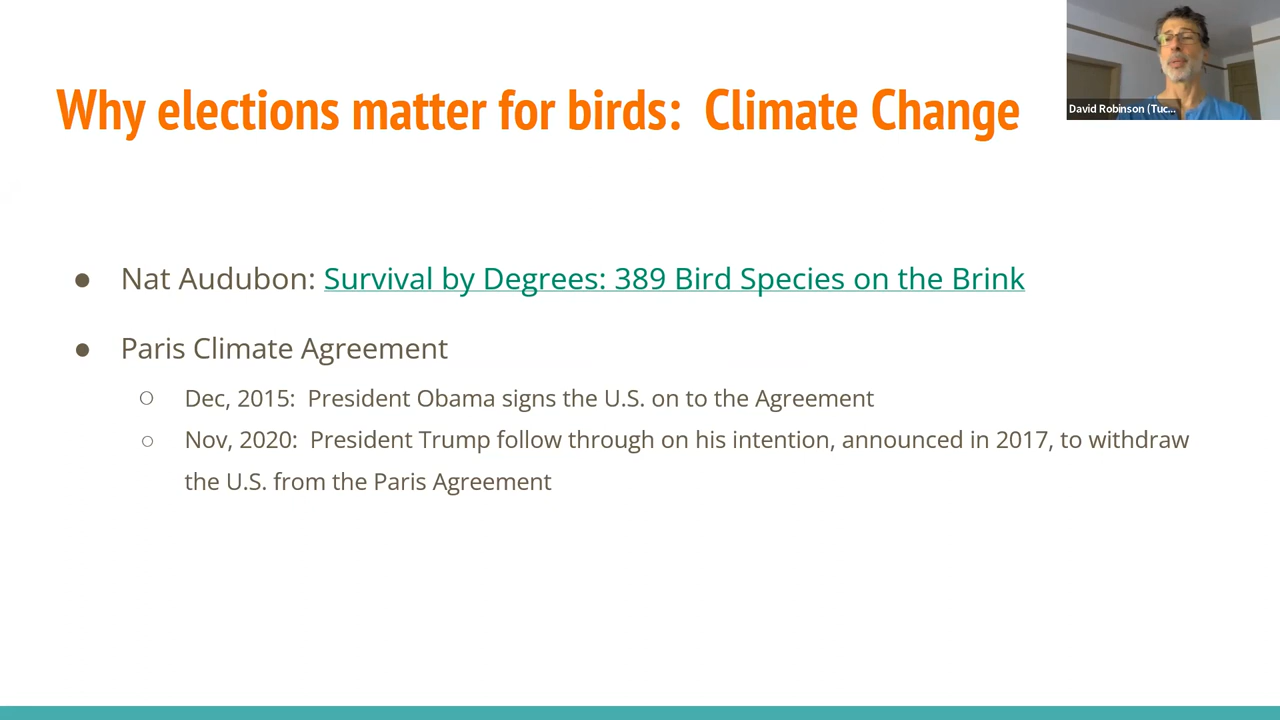 Why elections matter for birds:  Climate Change
David Robinson (Tuc...
● Nat Audubon: Survival by Degrees: 389 Bird Species on the Brink
● Paris Climate Agreement
○ Dec, 2015:  President Obama signs the U.S. on to the Agreement
○ Nov, 2020:  President Trump follow through on his intention, announced in 2017, to withdraw
the U.S. from the Paris Agreement